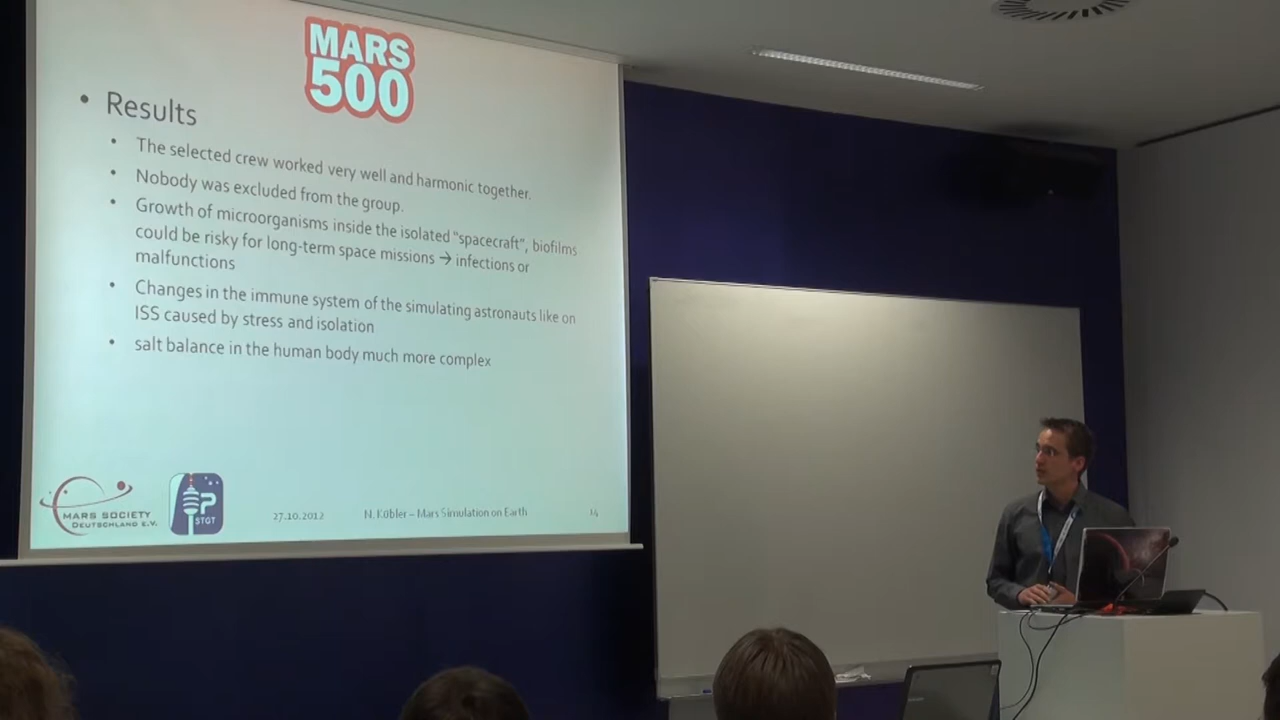 MARS
500
• Results
• The selected crew worked very well and harmonic together.
• Nobody was excluded from the group.
• Growth of microorganisms inside the isolated "spacecraft", biofilms
could be risky for long-term space missions → infections or
malfunctions
• Changes in the immune system of the simulating astronauts like on
ISS caused by stress and isolation
• salt balance in the human body much more complex
MARS SOCIETY
DEUTSCHLAND E.V.
P
STGT
27.10.2012
N. Kübler – Mars Simulation on Earth
14